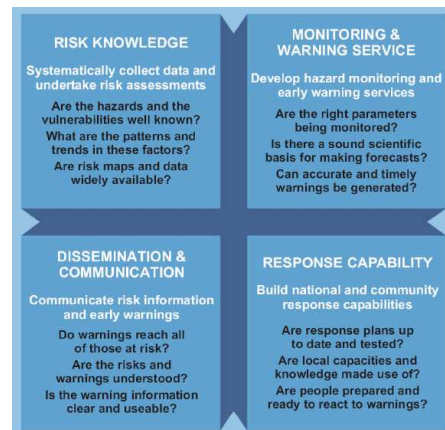 RISK KNOWLEDGE
Systematically collect data and
undertake risk assessments
Are the hazards and the
vulnerabilities well known?
What are the patterns and
trends in these factors?
Are risk maps and data
widely available?
MONITORING &
WARNING SERVICE
Develop hazard monitoring and
early warning services
Are the right parameters
being monitored?
Is there a sound scientific
basis for making forecasts?
Can accurate and timely
warnings be generated?
DISSEMINATION &
COMMUNICATION
Communicate risk information
and early warnings
Do warnings reach all
of those at risk?
Are the risks and
warnings understood?
Is the warning information
clear and useable?
RESPONSE CAPABILITY
Build national and community
response capabilities
Are response plans up
to date and tested?
Are local capacities and
knowledge made use of?
Are people prepared and
ready to react to warnings?